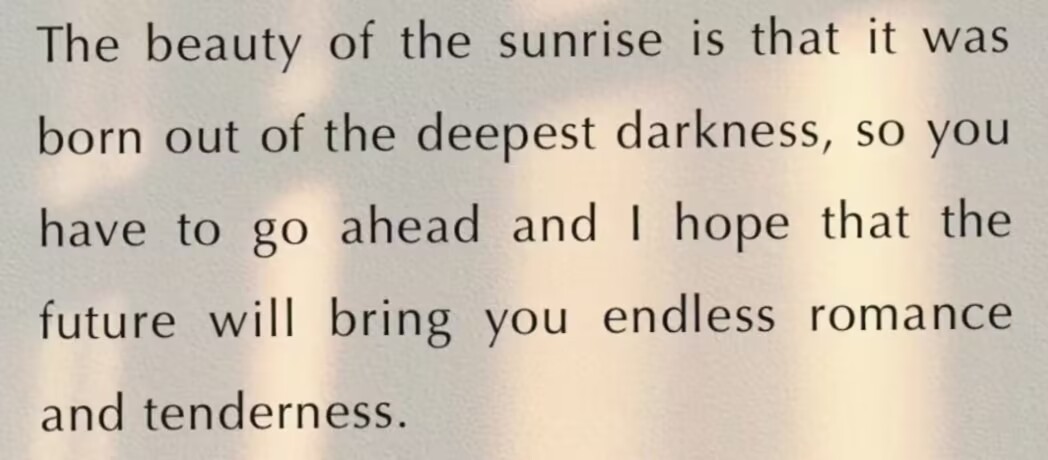 The beauty of the sunrise is that it was
born out of the deepest darkness, so you
have to go ahead and I hope that the
future will bring you endless romance
and tenderness.